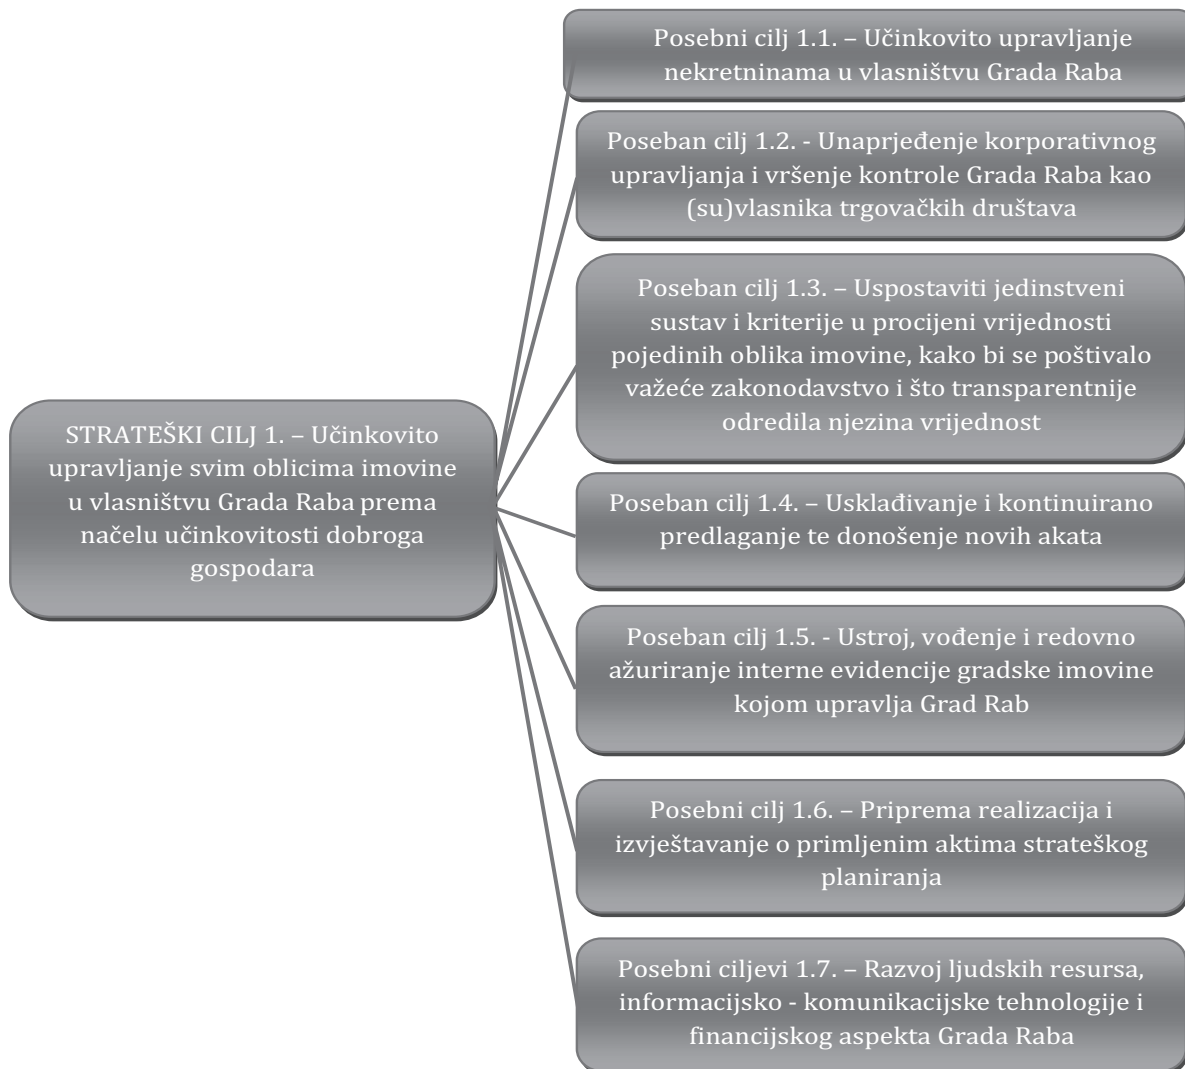 STRATEŠKI CILJ 1. – Učinkovito
upravljanje svim oblicima imovine
u vlasništvu Grada Raba prema
načelu učinkovitosti dobroga
gospodara
Posebni cilj 1.1. – Učinkovito upravljanje
nekretninama u vlasništvu Grada Raba
Poseban cilj 1.2. - Unaprjeđenje korporativnog
upravljanja i vršenje kontrole Grada Raba kao
(su)vlasnika trgovačkih društava
Poseban cilj 1.3. – Uspostaviti jedinstveni
sustav i kriterije u procijeni vrijednosti
pojedinih oblika imovine, kako bi se poštivalo
važeće zakonodavstvo i što transparentnije
odredila njezina vrijednost
Poseban cilj 1.4. – Usklađivanje i kontinuirano
predlaganje te donošenje novih akata
Poseban cilj 1.5. - Ustroj, vođenje i redovno
ažuriranje interne evidencije gradske imovine
kojom upravlja Grad Rab
Posebni cilj 1.6. – Priprema realizacija i
izvještavanje o primljenim aktima strateškog
planiranja
Posebni ciljevi 1.7. – Razvoj ljudskih resursa,
informacijsko - komunikacijske tehnologije i
financijskog aspekta Grada Raba